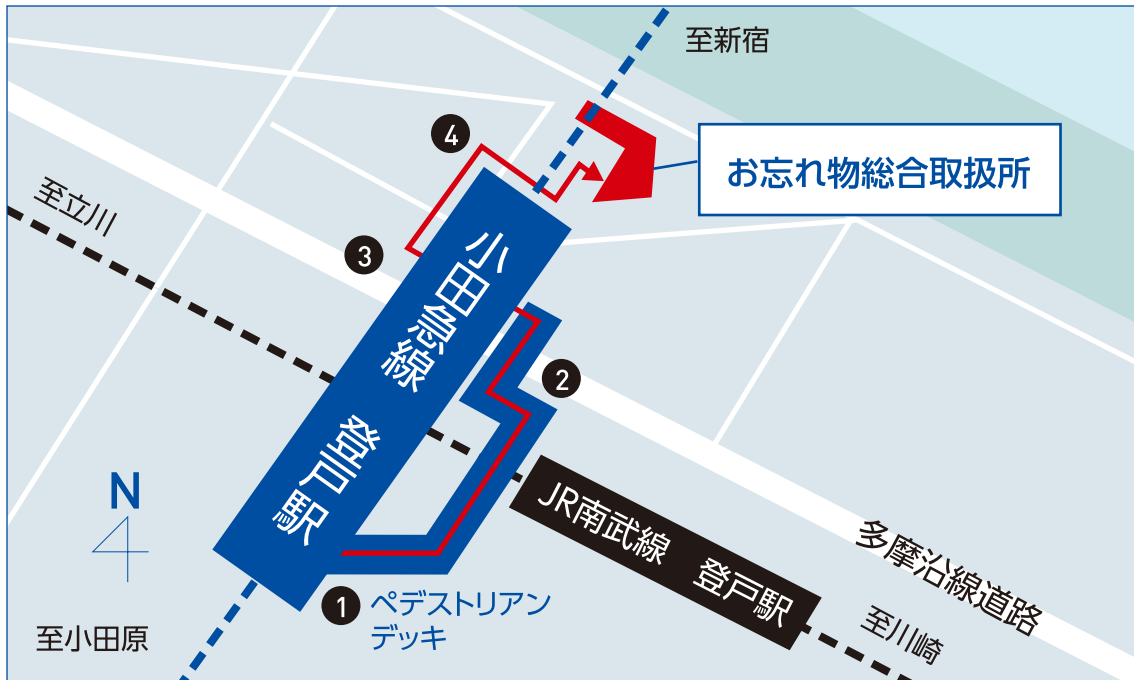 至新宿
4
お忘れ物総合取扱所
至立川
3
小田急線 登戸駅
2
N
JR南武線 登戸駅
多摩沿線道路
1
ペデストリアン
デッキ
至小田原
至川崎